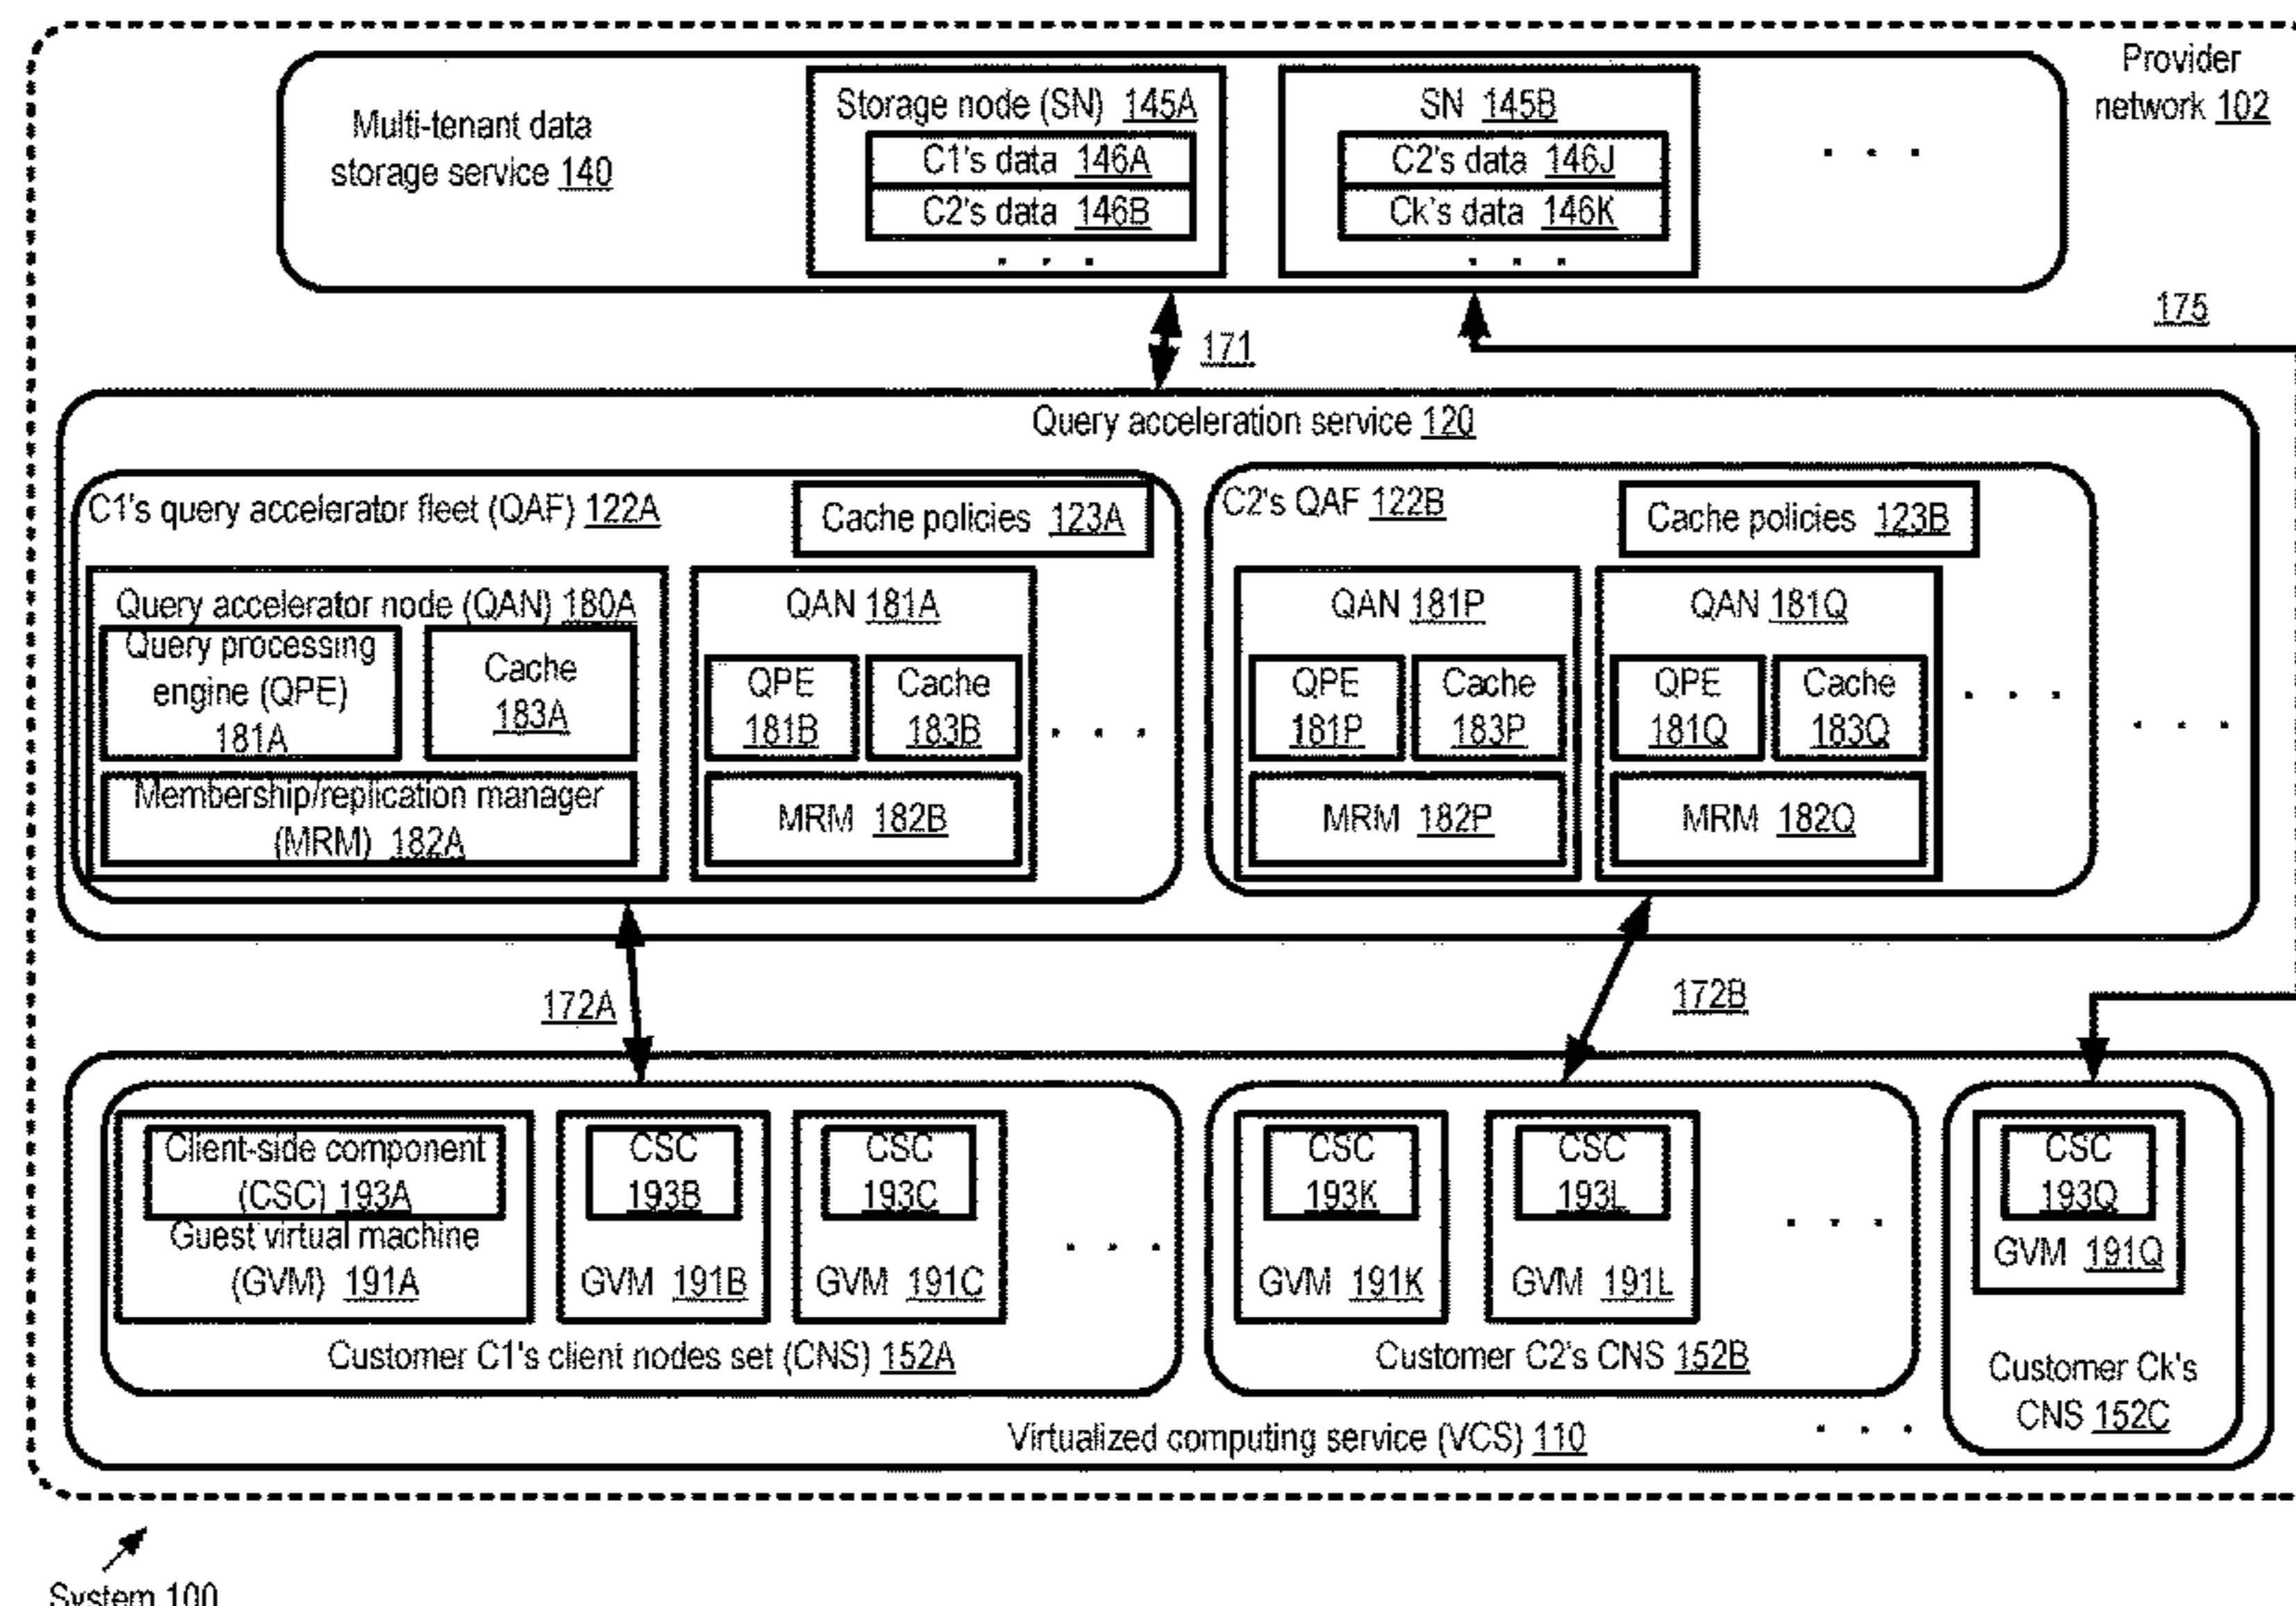 Provider
network 102
Multi-tenant data
storage service 140
Storage node (SN) 145A
C1's data 146A
C2's data 146B
. . .
SN 145B
C2's data 146J
Ck's data 146K
. . .
. . .
171
175
Query acceleration service 120
C1's query accelerator fleet (QAF) 122A
Cache policies 123A
Query accelerator node (QAN) 180A
Query processing
engine (QPE)
181A
Cache
183A
Membership/replication manager
(MRM) 182A
QAN 181A
QPE
181B
Cache
183B
MRM 182B
. . .
C2's QAF 122B
Cache policies 123B
QAN 181P
QPE
181P
Cache
183P
MRM 182P
QAN 181Q
QPE
181Q
Cache
183Q
MRM 182Q
. . .
. . .
172A
172B
Client-side component
(CSC) 193A
Guest virtual machine
(GVM) 191A
CSC
193B
GVM 191B
CSC
193C
GVM 191C
. . .
Customer C1's client nodes set (CNS) 152A
CSC
193K
GVM 191K
CSC
193L
GVM 191L
. . .
Customer C2's CNS 152B
CSC
193Q
GVM 191Q
Customer Ck's
CNS 152C
Virtualized computing service (VCS) 110
. . .
System 100